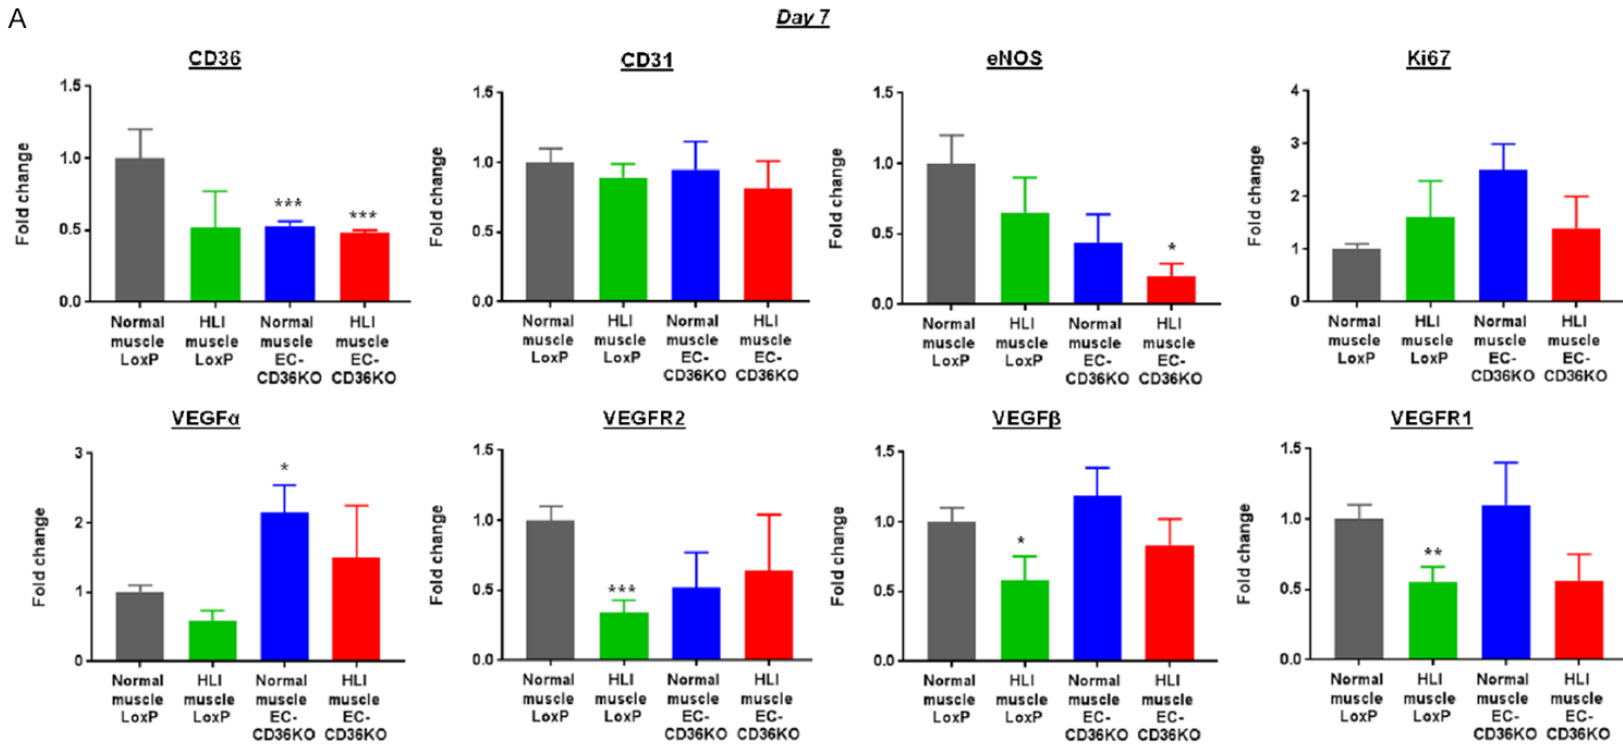 A
Day 7
CD36
Fold change
1.5
1.0
0.5
0.0
***
***
Normal muscle LoxP
HLI muscle LoxP
Normal muscle EC-CD36KO
HLI muscle EC-CD36KO
CD31
Fold change
1.5
1.0
0.5
0.0
Normal muscle LoxP
HLI muscle LoxP
Normal muscle EC-CD36KO
HLI muscle EC-CD36KO
eNOS
Fold change
1.5
1.0
0.5
0.0
*
Normal muscle LoxP
HLI muscle LoxP
Normal muscle EC-CD36KO
HLI muscle EC-CD36KO
Ki67
Fold change
4
3
2
1
0
Normal muscle LoxP
HLI muscle LoxP
Normal muscle EC-CD36KO
HLI muscle EC-CD36KO
VEGFα
Fold change
3
2
1
0
*
Normal muscle LoxP
HLI muscle LoxP
Normal muscle EC-CD36KO
HLI muscle EC-CD36KO
VEGFR2
Fold change
1.5
1.0
0.5
0.0
***
Normal muscle LoxP
HLI muscle LoxP
Normal muscle EC-CD36KO
HLI muscle EC-CD36KO
VEGFβ
Fold change
1.5
1.0
0.5
0.0
*
Normal muscle LoxP
HLI muscle LoxP
Normal muscle EC-CD36KO
HLI muscle EC-CD36KO
VEGFR1
Fold change
1.5
1.0
0.5
0.0
**
Normal muscle LoxP
HLI muscle LoxP
Normal muscle EC-CD36KO
HLI muscle EC-CD36KO